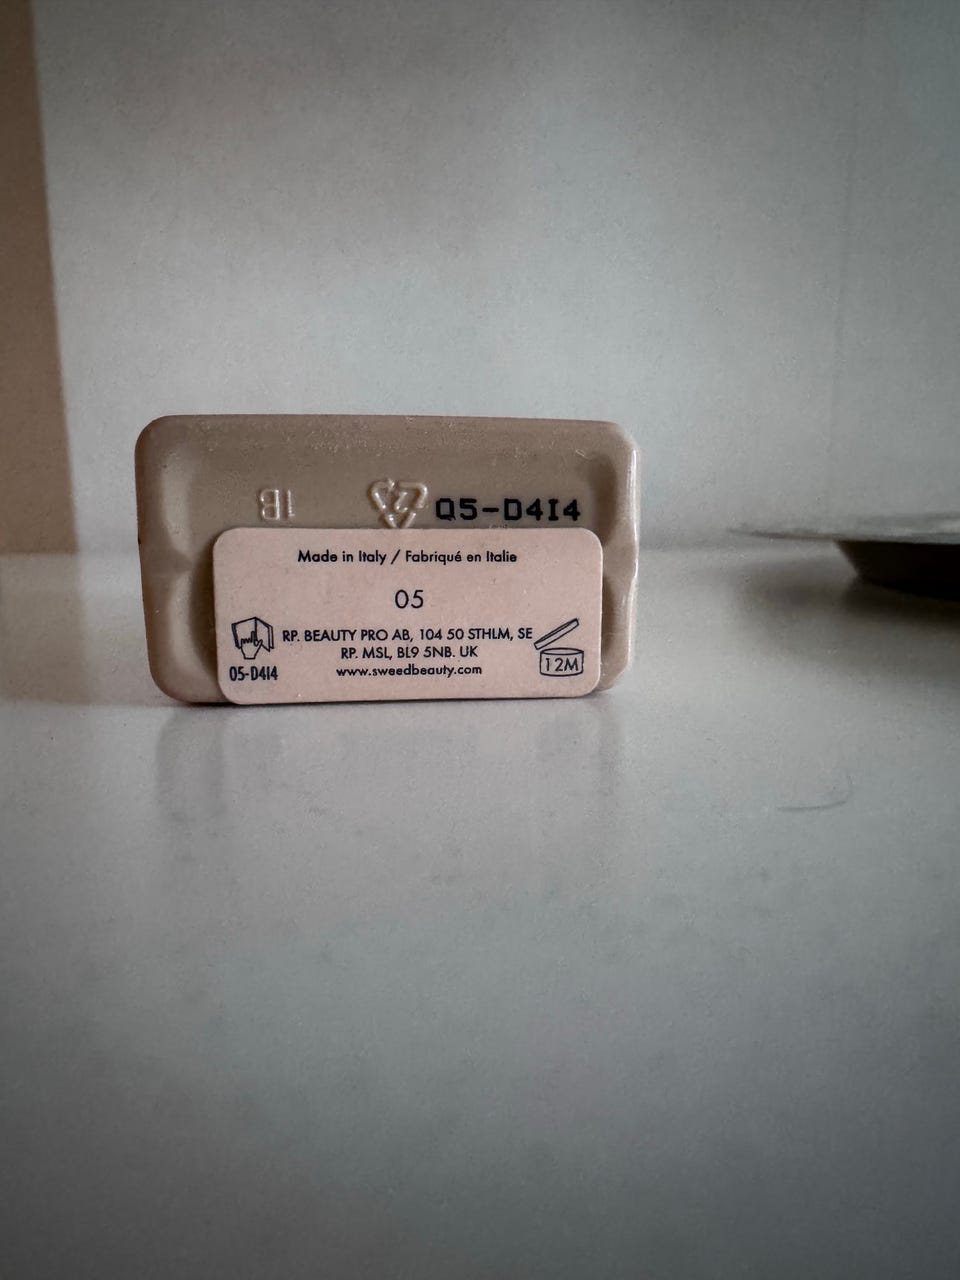 1B
05-D4I4
Made in Italy / Fabriqué en Italie
05
RP. BEAUTY PRO AB, 104 50 STHLM, SE
RP. MSL, BL9 5NB. UK
www.sweedbeauty.com
05-D4I4
12M